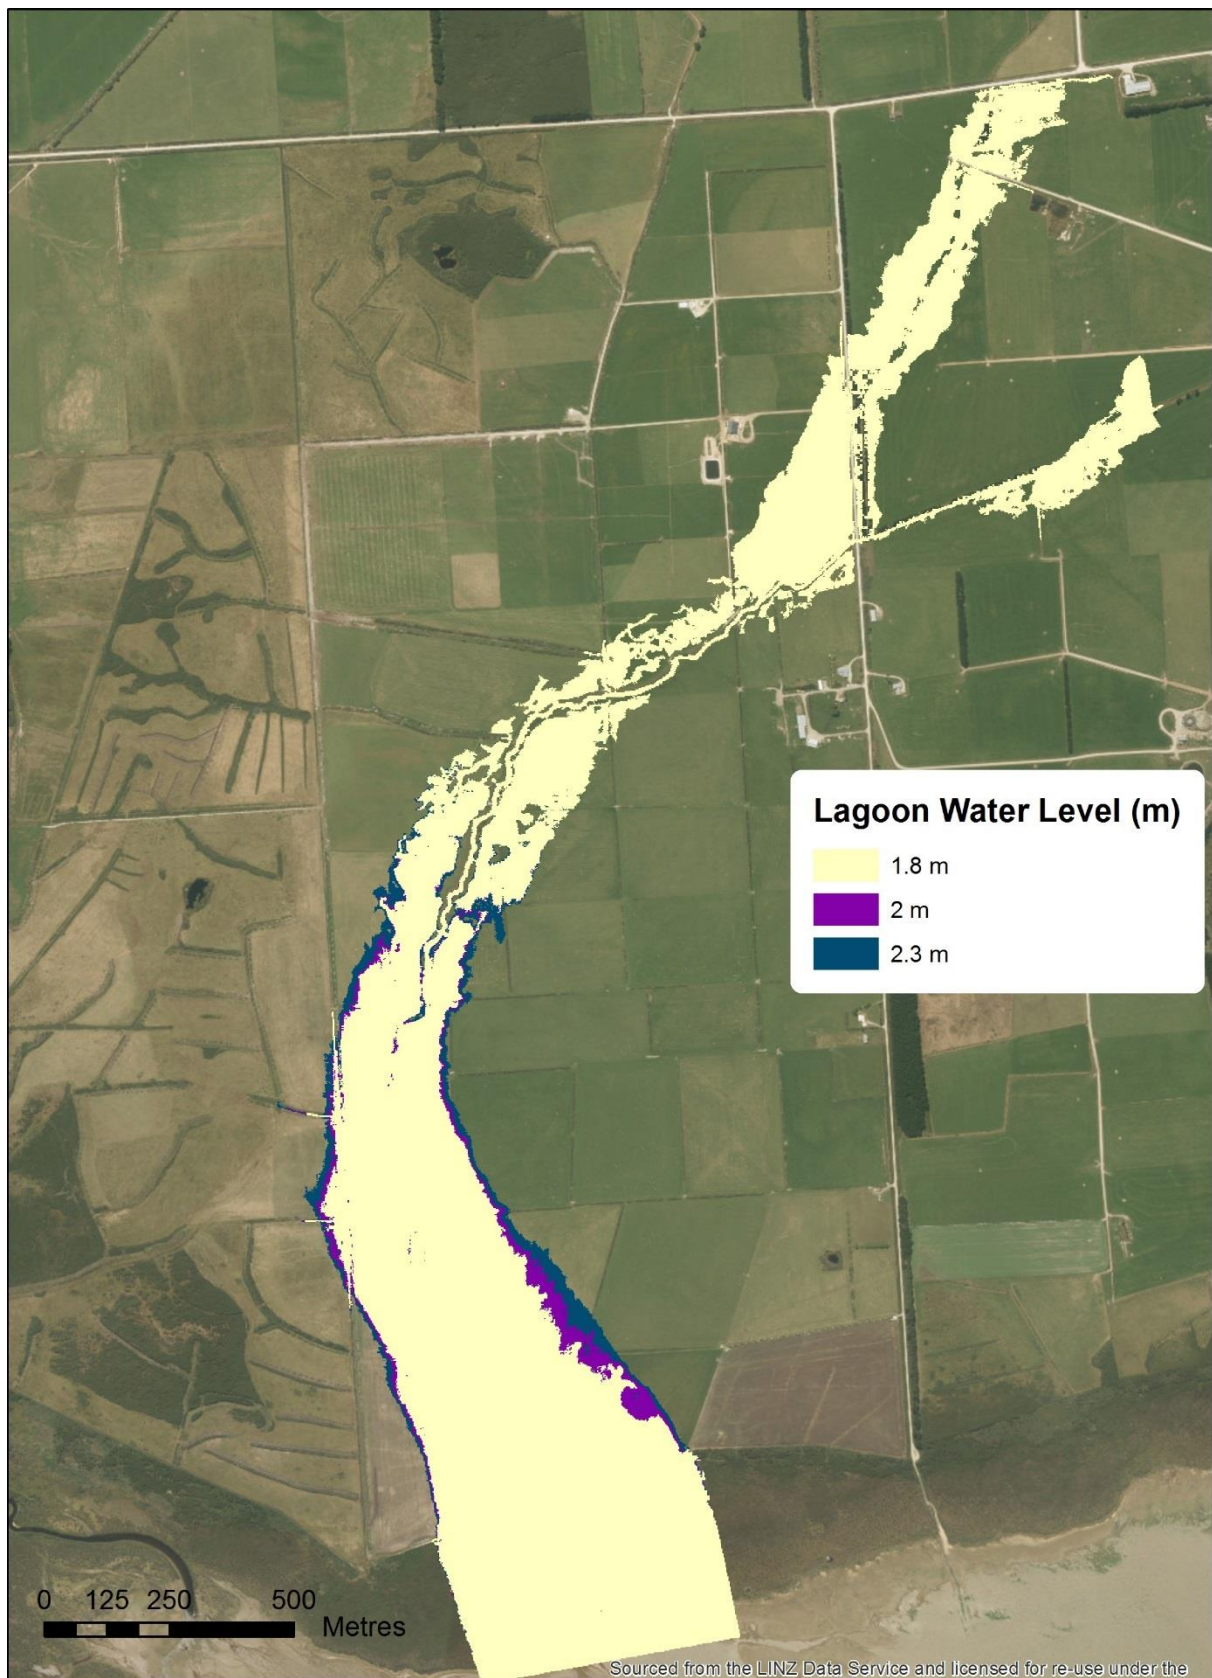 Lagoon Water Level (m)
1.8 m
2 m
2.3 m
0 125 250 500
Metres
Sourced from the LINZ Data Service and licensed for re-use under the